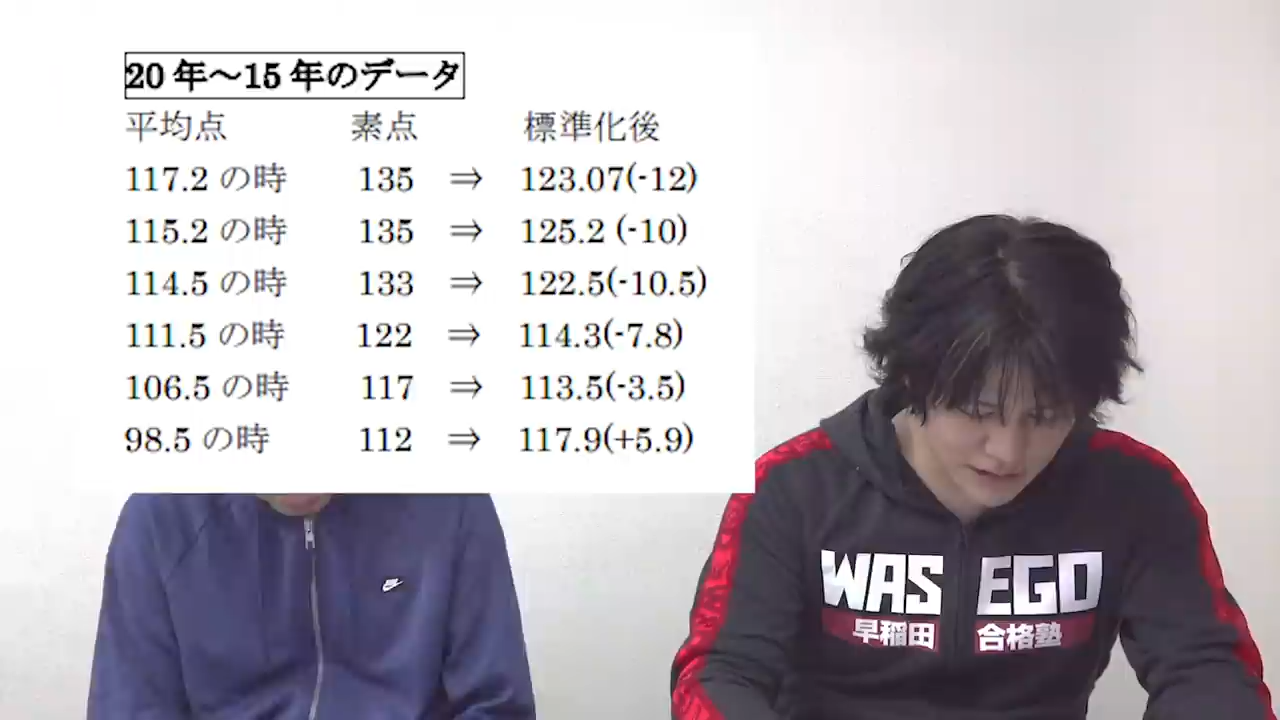 20年～15年のデータ
平均点 素点 標準化後
117.2の時 135 ⇒ 123.07(-12)
115.2の時 135 ⇒ 125.2 (-10)
114.5の時 133 ⇒ 122.5(-10.5)
111.5の時 122 ⇒ 114.3(-7.8)
106.5の時 117 ⇒ 113.5(-3.5)
98.5の時 112 ⇒ 117.9(+5.9)
WAS EGO
早稲田 合格塾